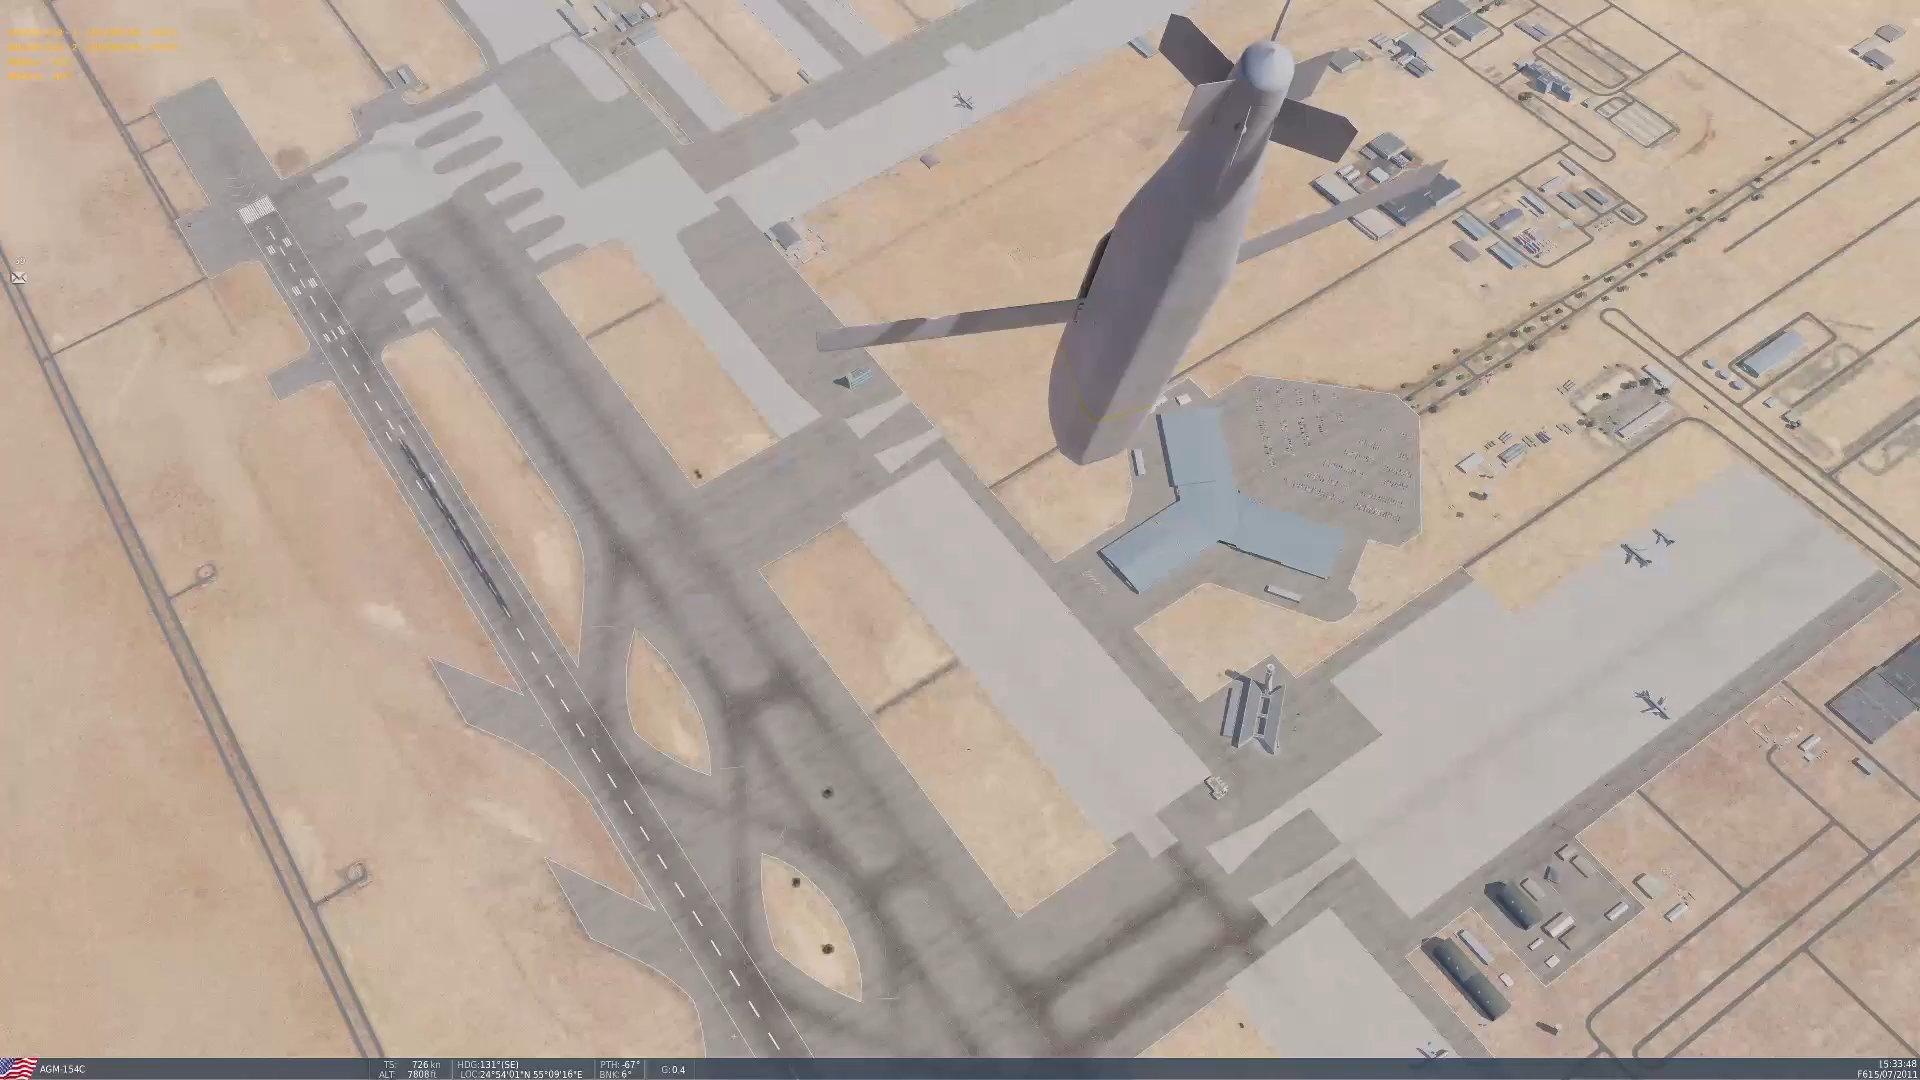 59
AGM-154C
TS: 726 kn
ALT: 7808 ft
HDG:131°(SE)
LOC:24°54'01"N 55°09'16"E
PTH: -67°
BNK: 6°
G:0.4
15:33:48
F615/07/2011